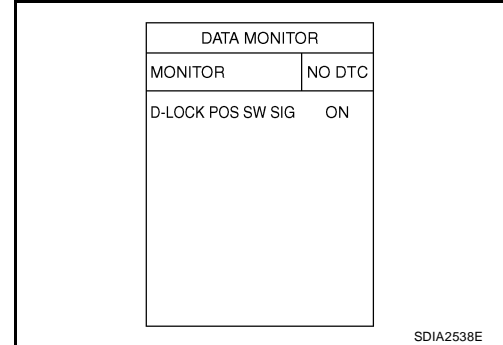 DATA MONITOR
MONITOR NO DTC
D-LOCK POS SW SIG ON
SDIA2538E